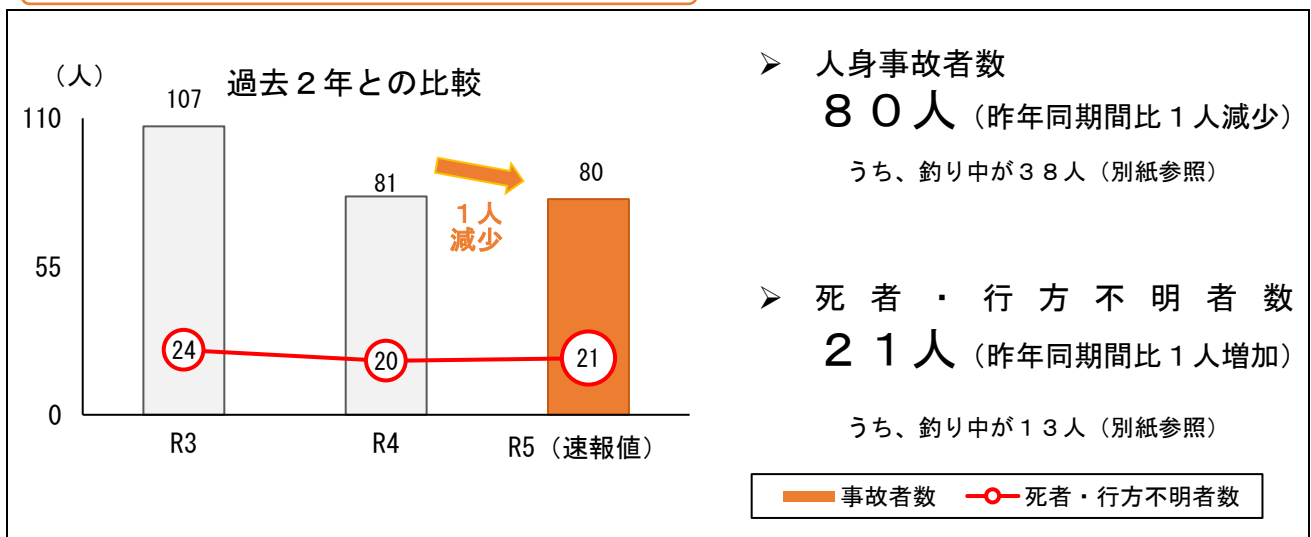 （人）
過去２年との比較
110
55
0
107
81
80
１人
減少
24
20
21
R3
R4
R5（速報値）
➢ 人身事故者数
８０人（昨年同期間比１人減少）
うち、釣り中が３８人（別紙参照）
➢ 死者・行方不明者数
２１人（昨年同期間比１人増加）
うち、釣り中が１３人（別紙参照）
事故者数 死者・行方不明者数